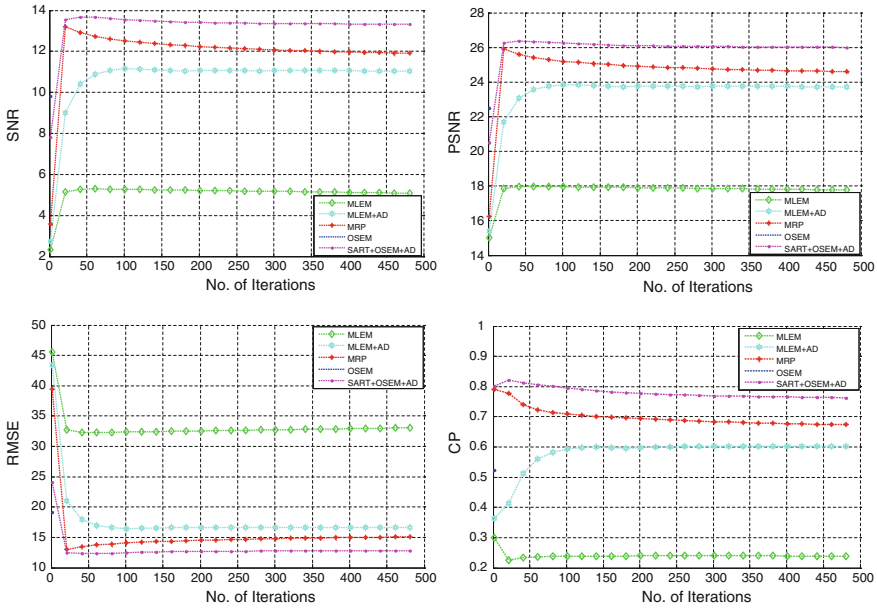 SNR
14
12
10
8
6
4
2
0 50 100 150 200 250 300 350 400 450 500
No. of Iterations
MLEM
MLEM+AD
MRP
OSEM
SART+OSEM+AD
PSNR
28
26
24
22
20
18
16
14
0 50 100 150 200 250 300 350 400 450 500
No. of Iterations
MLEM
MLEM+AD
MRP
OSEM
SART+OSEM+AD
RMSE
50
45
40
35
30
25
20
15
10
0 50 100 150 200 250 300 350 400 450 500
No. of Iterations
MLEM
MLEM+AD
MRP
OSEM
SART+OSEM+AD
CP
1
0.9
0.8
0.7
0.6
0.5
0.4
0.3
0.2
0 50 100 150 200 250 300 350 400 450 500
No. of Iterations
MLEM
MLEM+AD
MRP
OSEM
SART+OSEM+AD